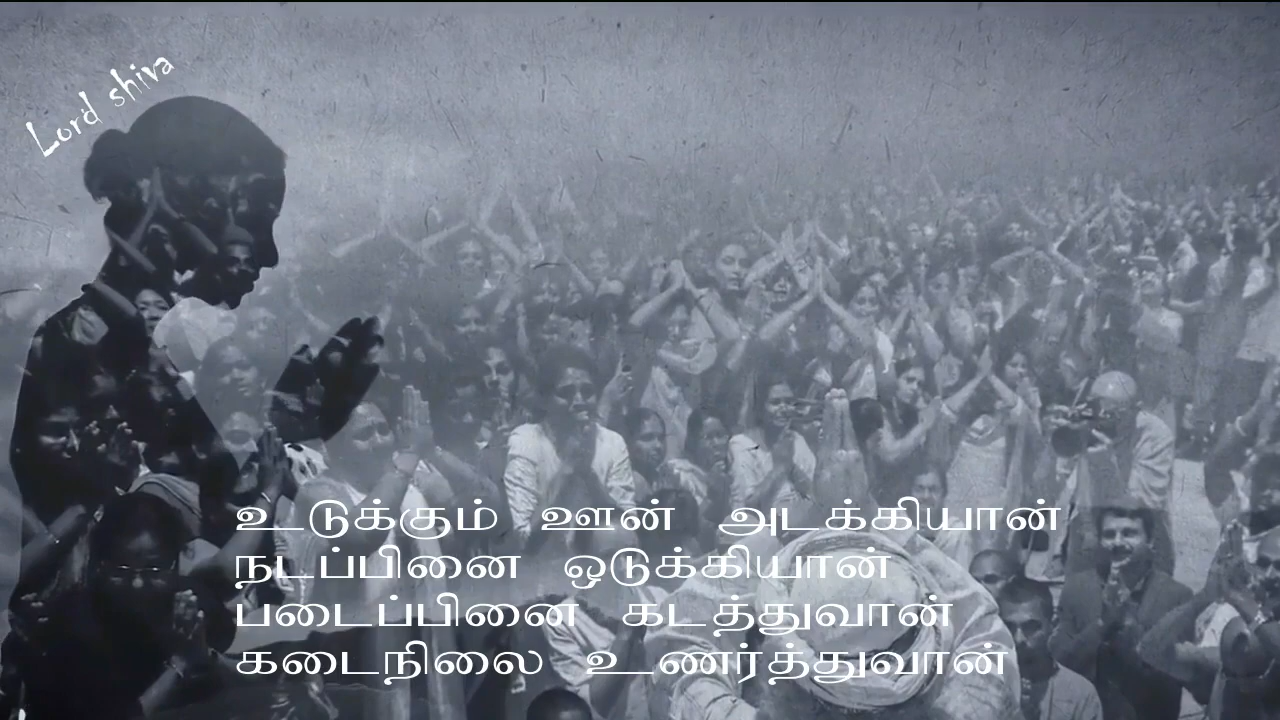 Lord shiva
உடுக்கும் ஊன் அடக்கியான்
நடப்பினை ஒடுக்கியான்
படைப்பினை கடத்துவான்
கடைநிலை உணர்த்துவான்